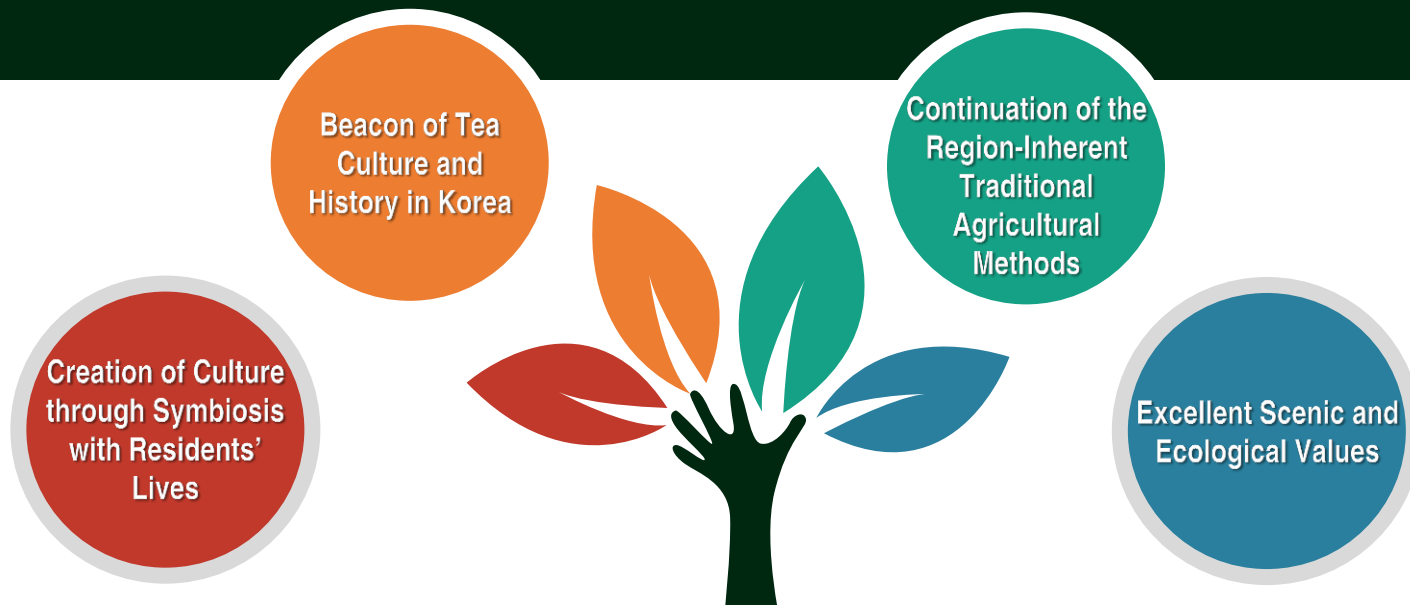 Beacon of Tea
Culture and
History in Korea
Continuation of the
Region-Inherent
Traditional
Agricultural
Methods
Creation of Culture
through Symbiosis
with Residents’
Lives
Excellent Scenic and
Ecological Values